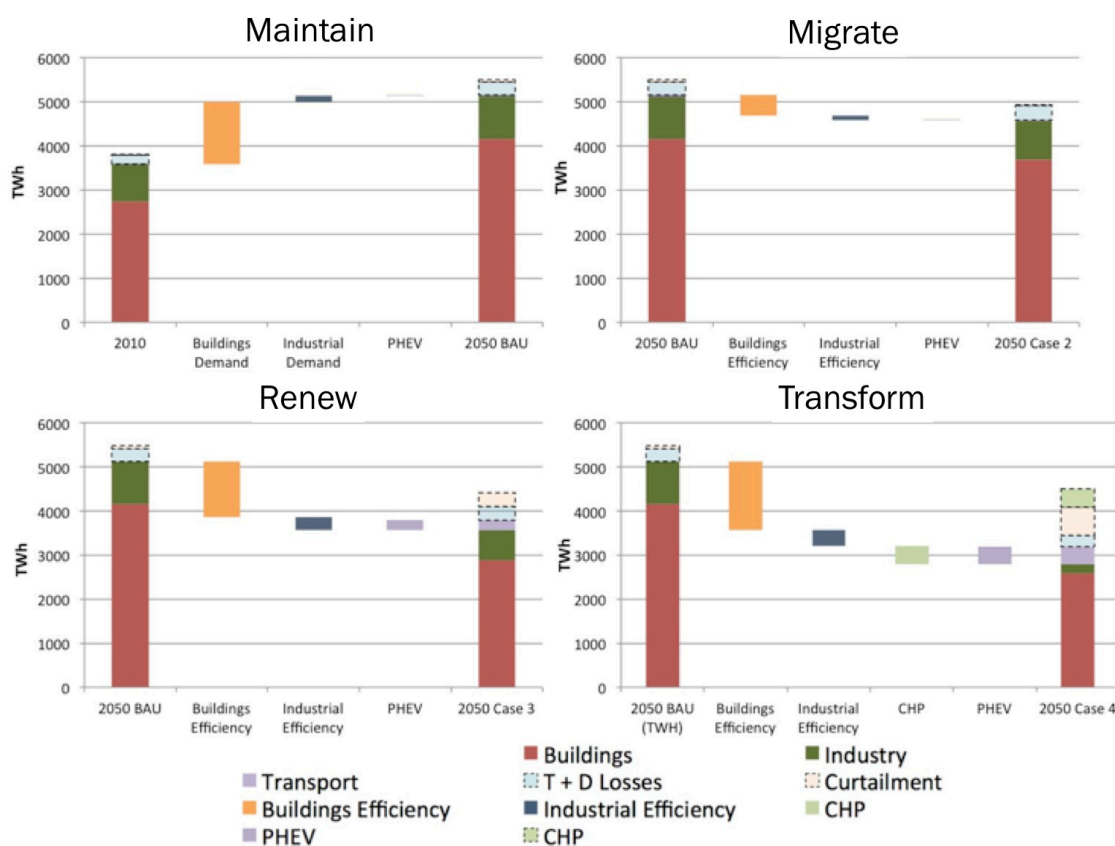 Maintain
6000
5000
4000
3000
2000
1000
0
TWh
2010
Buildings
Demand
Industrial
Demand
PHEV
2050 BAU
Migrate
6000
5000
4000
3000
2000
1000
0
TWh
2050 BAU
Buildings
Efficiency
Industrial
Efficiency
PHEV
2050 Case 2
Renew
6000
5000
4000
3000
2000
1000
0
TWh
2050 BAU
Buildings
Efficiency
Industrial
Efficiency
PHEV
2050 Case 3
Transform
6000
5000
4000
3000
2000
1000
0
TWh
2050 BAU
(TWH)
Buildings
Efficiency
Industrial
Efficiency
CHP
PHEV
2050 Case 4
Buildings
Industry
Transport
T + D Losses
Curtailment
Buildings Efficiency
Industrial Efficiency
CHP
PHEV
CHP